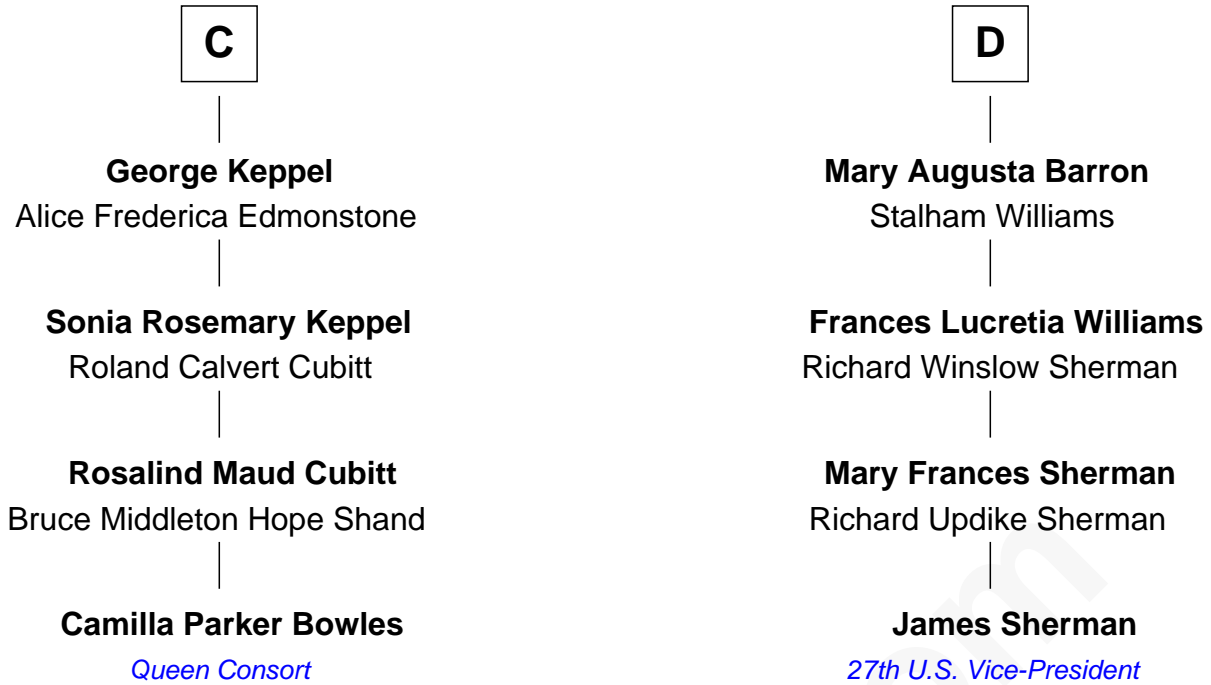 C
George Keppel
Alice Frederica Edmonstone
Sonia Rosemary Keppel
Roland Calvert Cubitt
Rosalind Maud Cubitt
Bruce Middleton Hope Shand
Camilla Parker Bowles
Queen Consort
D
Mary Augusta Barron
Stalham Williams
Frances Lucretia Williams
Richard Winslow Sherman
Mary Frances Sherman
Richard Updike Sherman
James Sherman
27th U.S. Vice-President